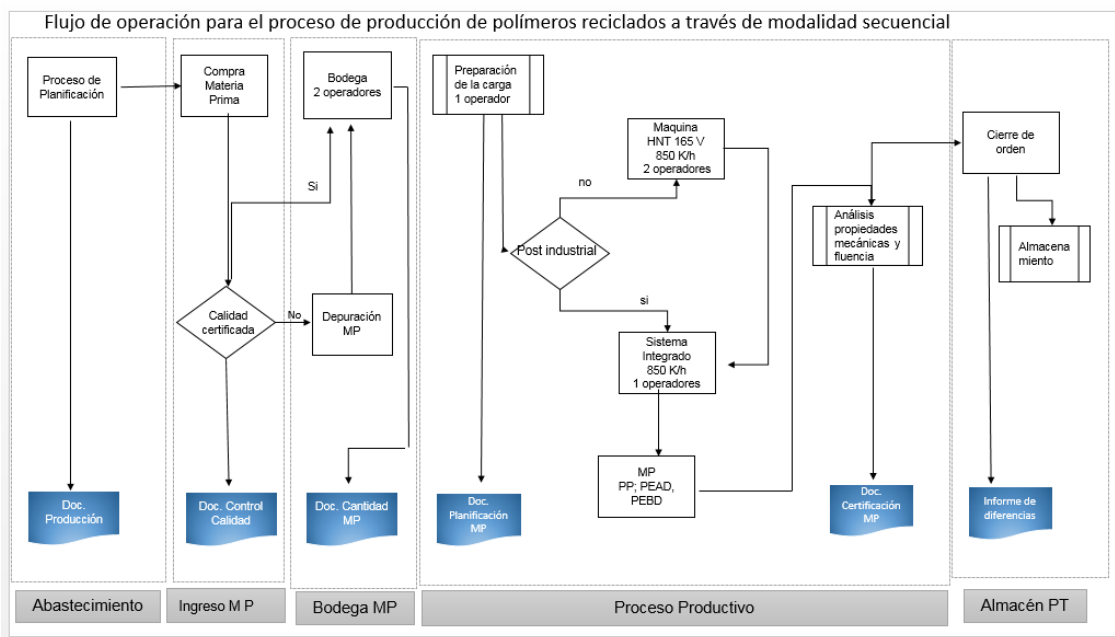 Flujo de operación para el proceso de producción de polímeros reciclados a través de modalidad secuencial
Proceso de
Planificación
Compra
Materia
Prima
Bodega
2 operadores
Si
Calidad
certificada
No
Depuración
MP
Preparación
de la carga
1 operador
Maquina
HNT 165 V
850 K/h
2 operadores
no
Post industrial
si
Sistema
Integrado
850 K/h
1 operadores
MP
PP; PEAD,
PEBD
Análisis
propiedades
mecánicas y
fluencia
Cierre de
orden
Almacena
miento
Doc.
Producción
Doc. Control
Calidad
Doc. Cantidad
MP
Doc.
Planificación
MP
Doc.
Certificación
MP
Informe de
diferencias
Abastecimiento
Ingreso M P
Bodega MP
Proceso Productivo
Almacén PT